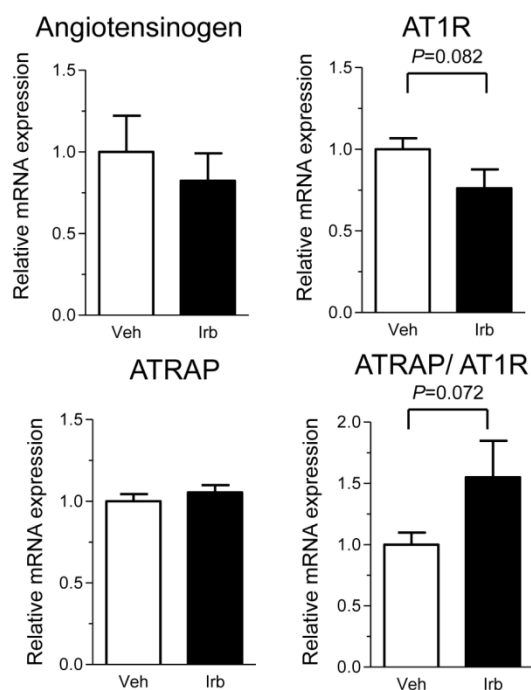 Angiotensinogen
Relative mRNA expression
1.5
1.0
0.5
0.0
Veh Irb
AT1R
P=0.082
Relative mRNA expression
1.5
1.0
0.5
0.0
Veh Irb
ATRAP
Relative mRNA expression
1.5
1.0
0.5
0.0
Veh Irb
ATRAP/ AT1R
P=0.072
Relative mRNA expression
2.0
1.5
1.0
0.5
0.0
Veh Irb